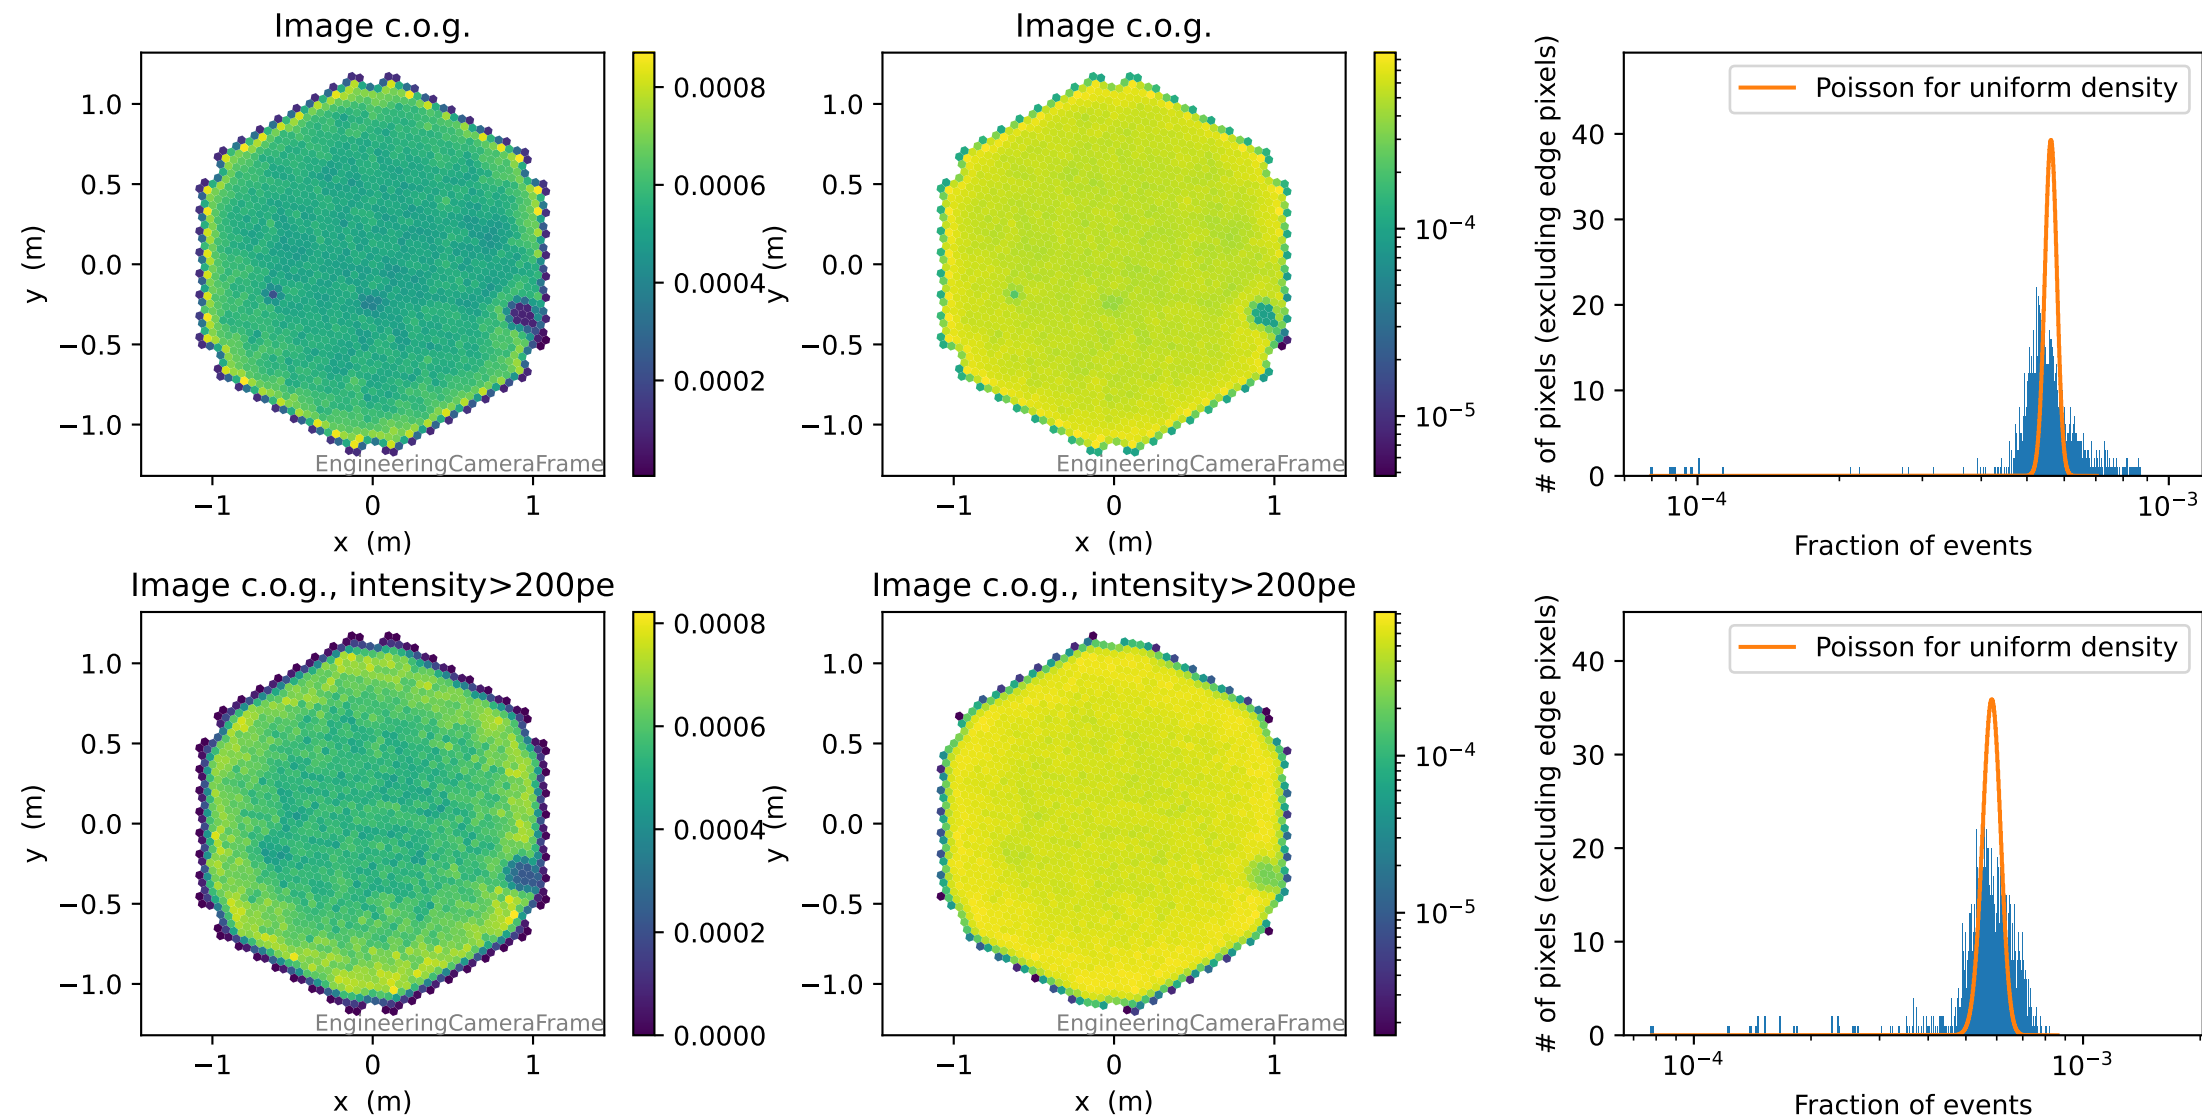 Image c.o.g.
1.0
0.5
0.0
−0.5
−1.0
y (m)
−1
0
1
x (m)
EngineeringCameraFrame
0.0008
0.0006
0.0004
0.0002
Image c.o.g.
1.0
0.5
0.0
−0.5
−1.0
y (m)
−1
0
1
x (m)
EngineeringCameraFrame
10⁻⁴
10⁻⁵
Poisson for uniform density
# of pixels (excluding edge pixels)
40
30
20
10
0
10⁻⁴
10⁻³
Fraction of events
Image c.o.g., intensity>200pe
1.0
0.5
0.0
−0.5
−1.0
y (m)
−1
0
1
x (m)
EngineeringCameraFrame
0.0008
0.0006
0.0004
0.0002
0.0000
Image c.o.g., intensity>200pe
1.0
0.5
0.0
−0.5
−1.0
y (m)
−1
0
1
x (m)
EngineeringCameraFrame
10⁻⁴
10⁻⁵
Poisson for uniform density
# of pixels (excluding edge pixels)
40
30
20
10
0
10⁻⁴
10⁻³
Fraction of events